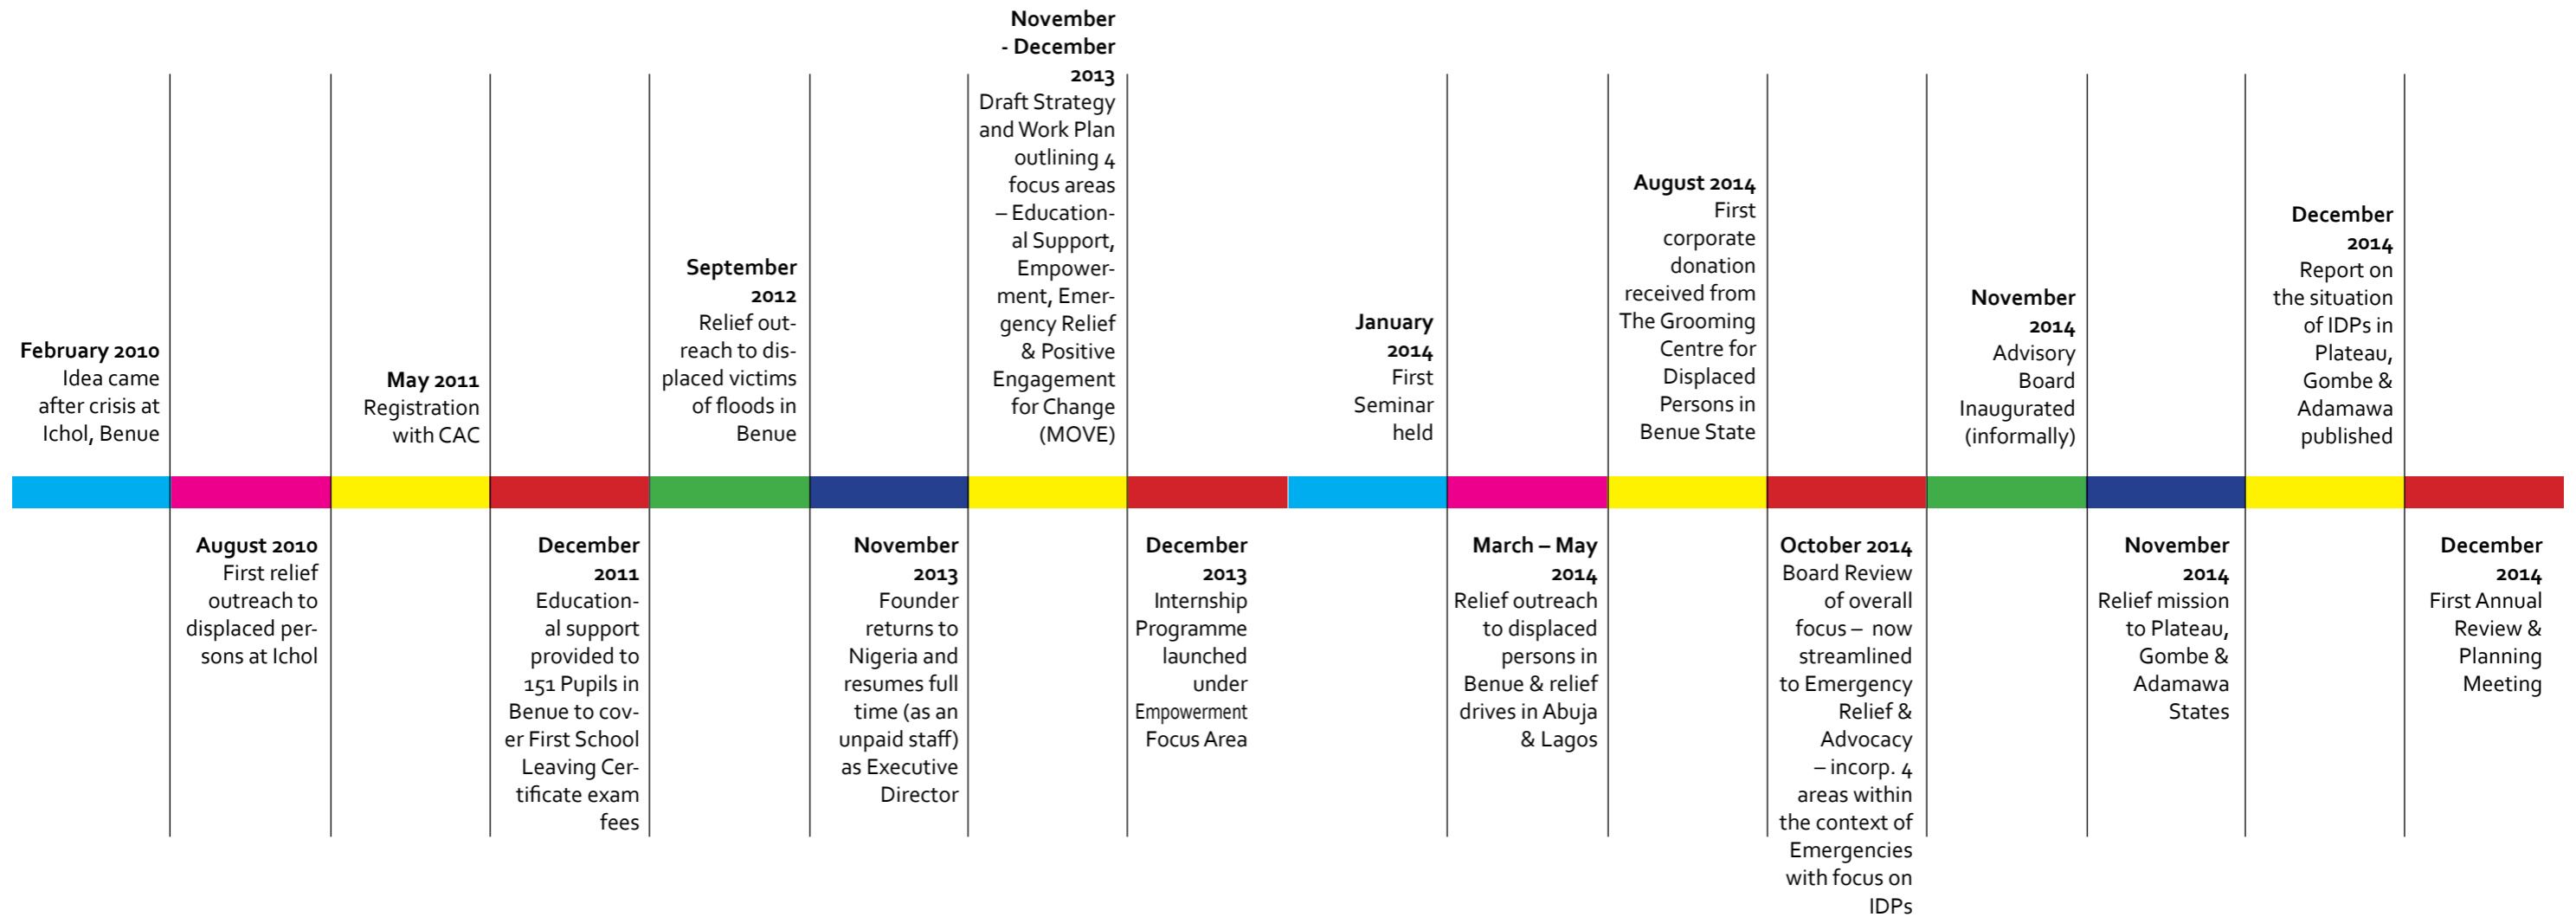 February 2010
Idea came
after crisis at
Ichol, Benue
August 2010
First relief
outreach to
displaced per-
sons at Ichol
May 2011
Registration
with CAC
December
2011
Education-
al support
provided to
151 Pupils in
Benue to cov-
er First School
Leaving Cer-
tificate exam
fees
September
2012
Relief out-
reach to dis-
placed victims
of floods in
Benue
November
2013
Founder
returns to
Nigeria and
resumes full
time (as an
unpaid staff)
as Executive
Director
November
- December
2013
Draft Strategy
and Work Plan
outlining 4
focus areas
– Education-
al Support,
Empower-
ment, Emer-
gency Relief
& Positive
Engagement
for Change
(MOVE)
December
2013
Internship
Programme
launched
under
Empowerment
Focus Area
January
2014
First
Seminar
held
March – May
2014
Relief outreach
to displaced
persons in
Benue & relief
drives in Abuja
& Lagos
August 2014
First
corporate
donation
received from
The Grooming
Centre for
Displaced
Persons in
Benue State
October 2014
Board Review
of overall
focus – now
streamlined
to Emergency
Relief &
Advocacy
– incorp. 4
areas within
the context of
Emergencies
with focus on
IDPs
November
2014
Advisory
Board
Inaugurated
(informally)
November
2014
Relief mission
to Plateau,
Gombe &
Adamawa
States
December
2014
Report on
the situation
of IDPs in
Plateau,
Gombe &
Adamawa
published
December
2014
First Annual
Review &
Planning
Meeting